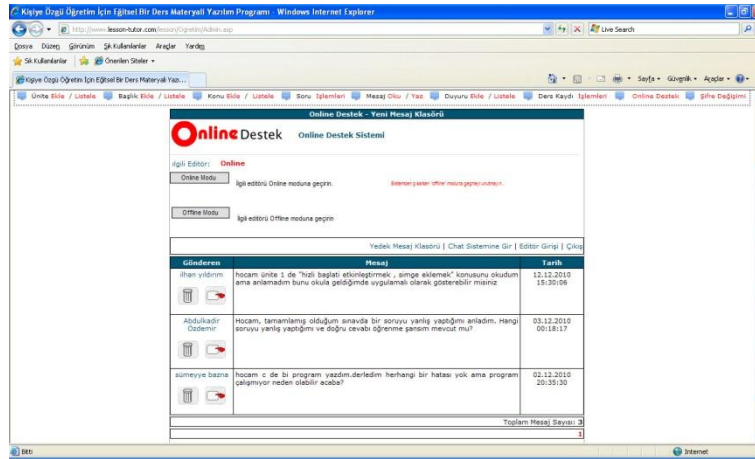 Kişiye Özgü Öğretim İçin Eğitsel Bir Ders Materyali Yazılım Programı - Windows Internet Explorer
http://www.lesson-tutor.com/lesson/Ogretim/Admin.asp
Live Search
Dosya Düzen Görünüm Sık Kullanılanlar Araçlar Yardım
Sık Kullanılanlar Önerilen Siteler
Kişiye Özgü Öğretim İçin Eğitsel Bir Ders Materyali Yazı...
Sayfa Güvenlik Araçlar
Ünite Ekle / Listele Başlık Ekle / Listele Konu Ekle / Listele Soru İşlemleri Mesaj Oku / Yaz Duyuru Ekle / Listele Ders Kaydı İşlemleri Online Destek Şifre Değişimi
Online Destek - Yeni Mesaj Klasörü
Online Destek Online Destek Sistemi
ilgili Editör: Online
Online Modu İlgili editörü Online moduna geçirin. Sistemden çıkarken 'offline' moduna geçmeyi unutmayın.
Offline Modu İlgili editörü Offline moduna geçirin
Yedek Mesaj Klasörü | Chat Sistemine Gir | Editör Girişi | Çıkış
Gönderen Mesaj Tarih
ilhan yıldırım hocam ünite 1 de "hizli başlati etkinleştirmek , simge eklemek" konusunu okudum 12.12.2010
ama anlamadım bunu okula geldiğimde uygulamalı olarak gösterebilir misiniz 15:30:06
Abdulkadir Hocam, tamamlamış olduğum sınavda bir soruyu yanlış yaptığımı anladım. Hangi 03.12.2010
Özdemir soruyu yanlış yaptığımı ve doğru cevabı öğrenme şansım mevcut mu? 00:18:17
sümeyye bazna hocam c de bi program yazdım.derledim herhangi bir hatası yok ama program 02.12.2010
çalışmıyor neden olabilir acaba? 20:35:30
Toplam Mesaj Sayısı: 3
1
Bitti Internet